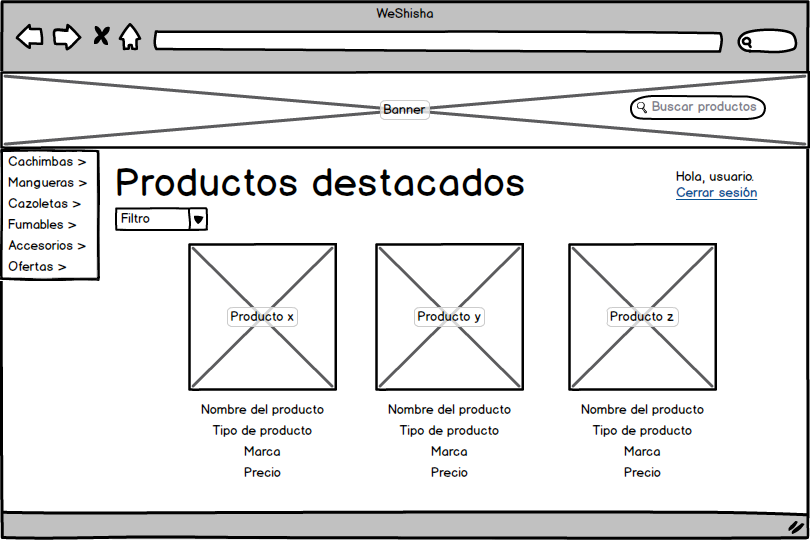 WeShisha
Banner
Buscar productos
Cachimbas >
Mangueras >
Cazoletas >
Fumables >
Accesorios >
Ofertas >
Productos destacados
Hola, usuario.
Cerrar sesión
Filtro
Producto x
Producto y
Producto z
Nombre del producto
Tipo de producto
Marca
Precio
Nombre del producto
Tipo de producto
Marca
Precio
Nombre del producto
Tipo de producto
Marca
Precio